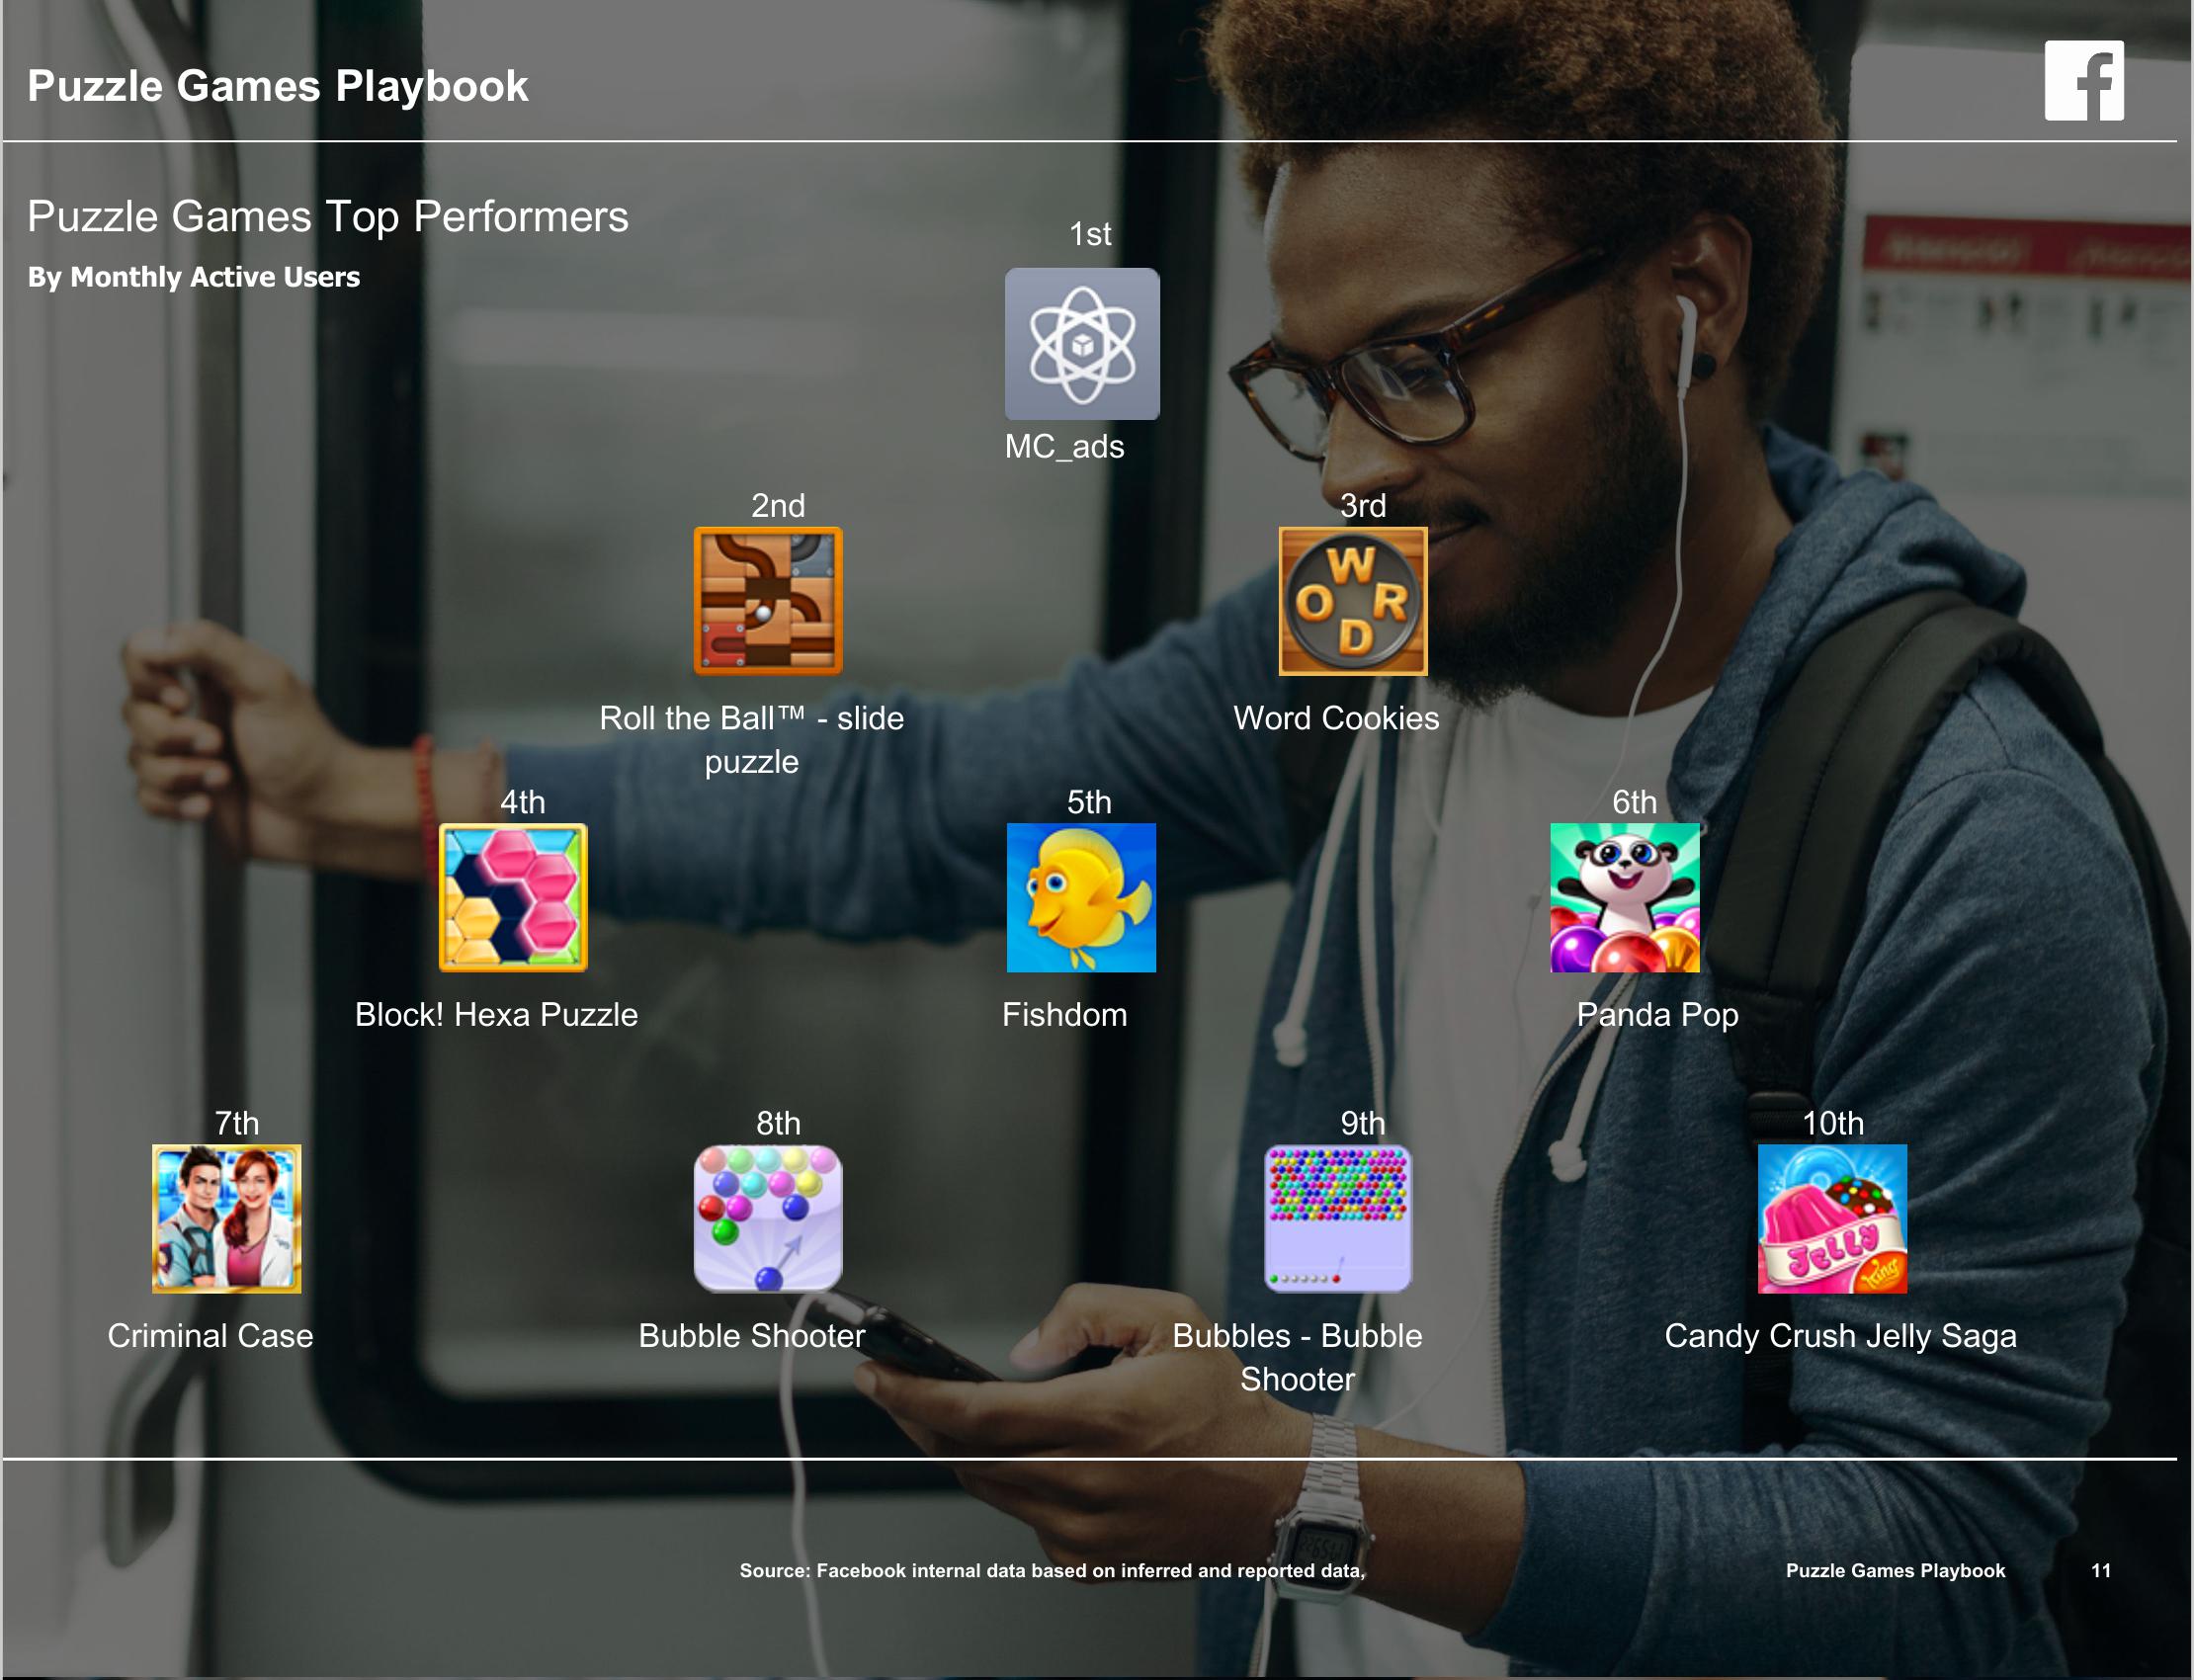 Puzzle Games Playbook
Puzzle Games Top Performers
By Monthly Active Users
1st
MC_ads
2nd
3rd
W
O R
D
Roll the Ball™ - slide
puzzle
Word Cookies
4th
5th
6th
Block! Hexa Puzzle
Fishdom
Panda Pop
7th
8th
9th
10th
JELLY
King
Criminal Case
Bubble Shooter
Bubbles - Bubble
Shooter
Candy Crush Jelly Saga
Source: Facebook internal data based on inferred and reported data,
Puzzle Games Playbook
11